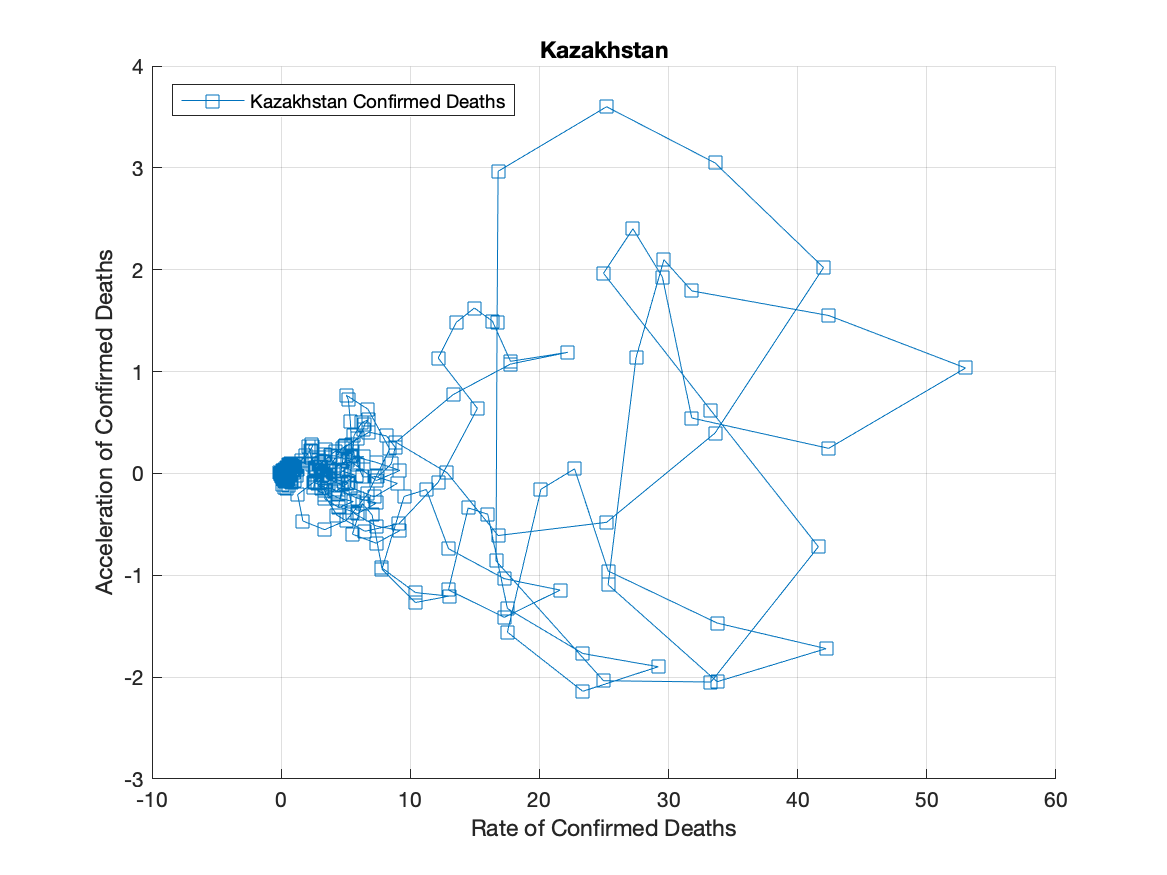 Kazakhstan
4
Kazakhstan Confirmed Deaths
3
2
1
0
-1
-2
-3
Acceleration of Confirmed Deaths
-10 0 10 20 30 40 50 60
Rate of Confirmed Deaths